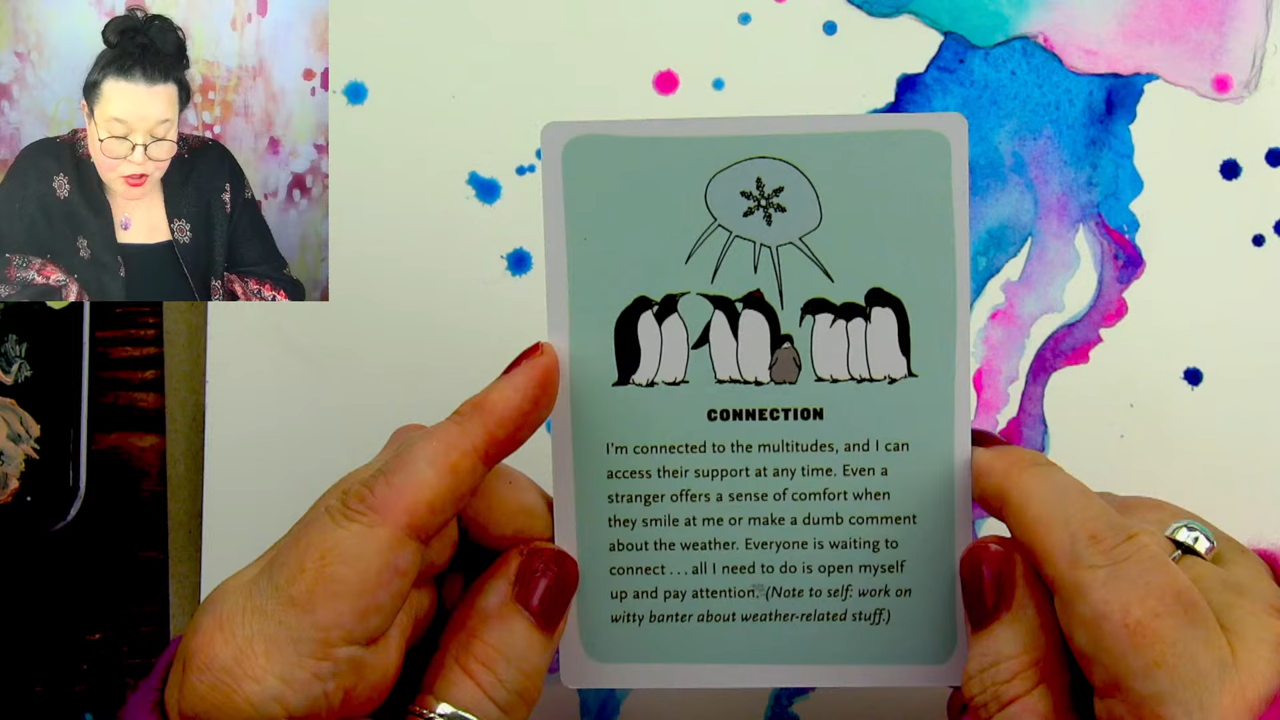 CONNECTION
I'm connected to the multitudes, and I can
access their support at any time. Even a
stranger offers a sense of comfort when
they smile at me or make a dumb comment
about the weather. Everyone is waiting to
connect . . . all I need to do is open myself
up and pay attention. (Note to self: work on
witty banter about weather-related stuff.)